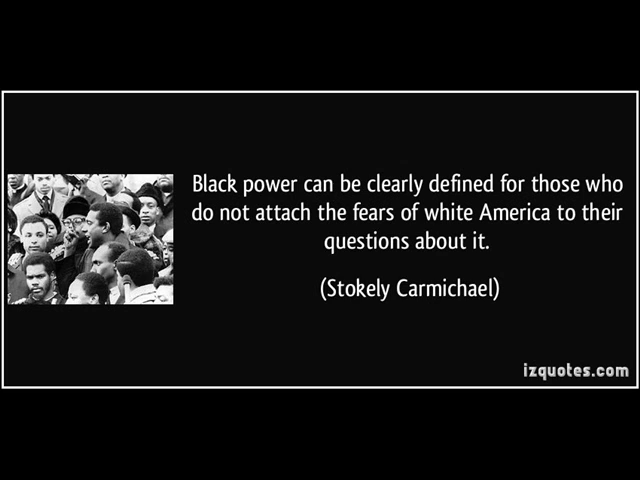 Black power can be clearly defined for those who
do not attach the fears of white America to their
questions about it.
(Stokely Carmichael)
izquotes.com